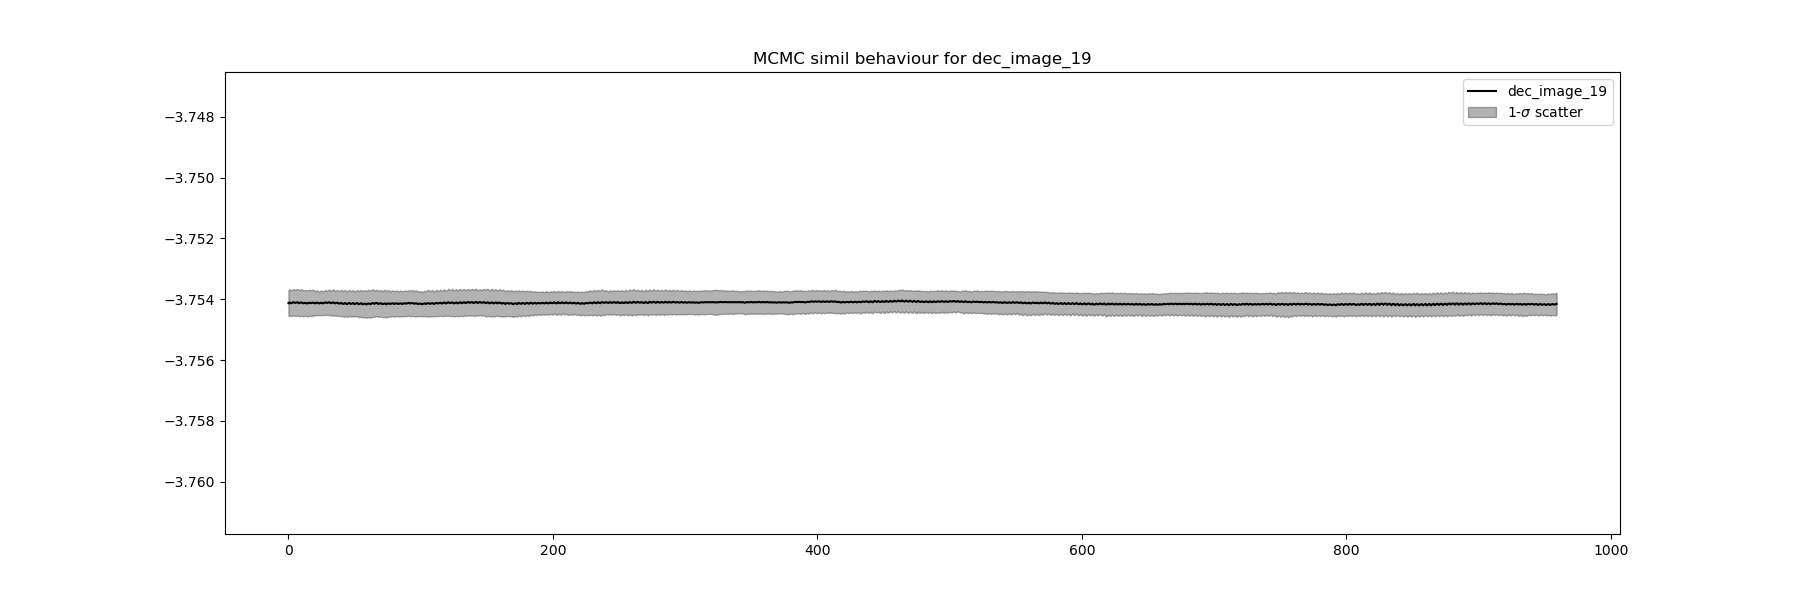 MCMC simil behaviour for dec_image_19
dec_image_19
1-σ scatter
−3.748
−3.750
−3.752
−3.754
−3.756
−3.758
−3.760
0 200 400 600 800 1000